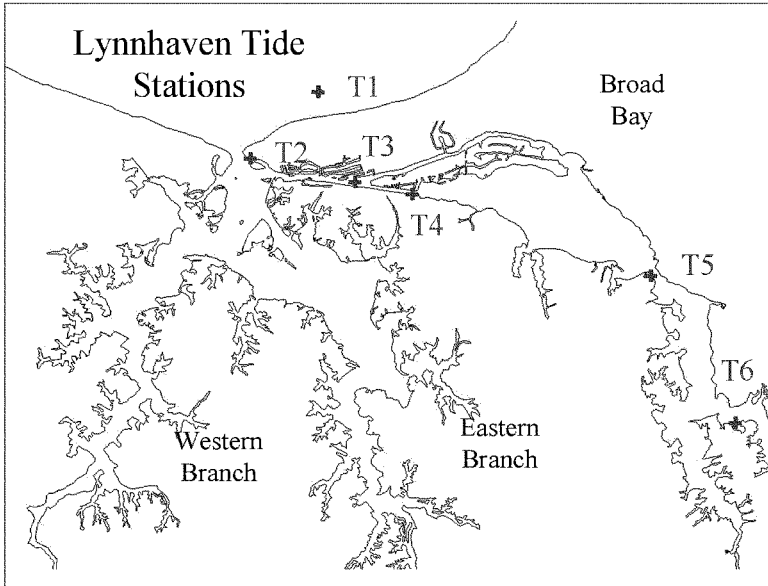 Lynnhaven Tide
Stations
T1
Broad
Bay
T2
T3
T4
T5
T6
Western
Branch
Eastern
Branch